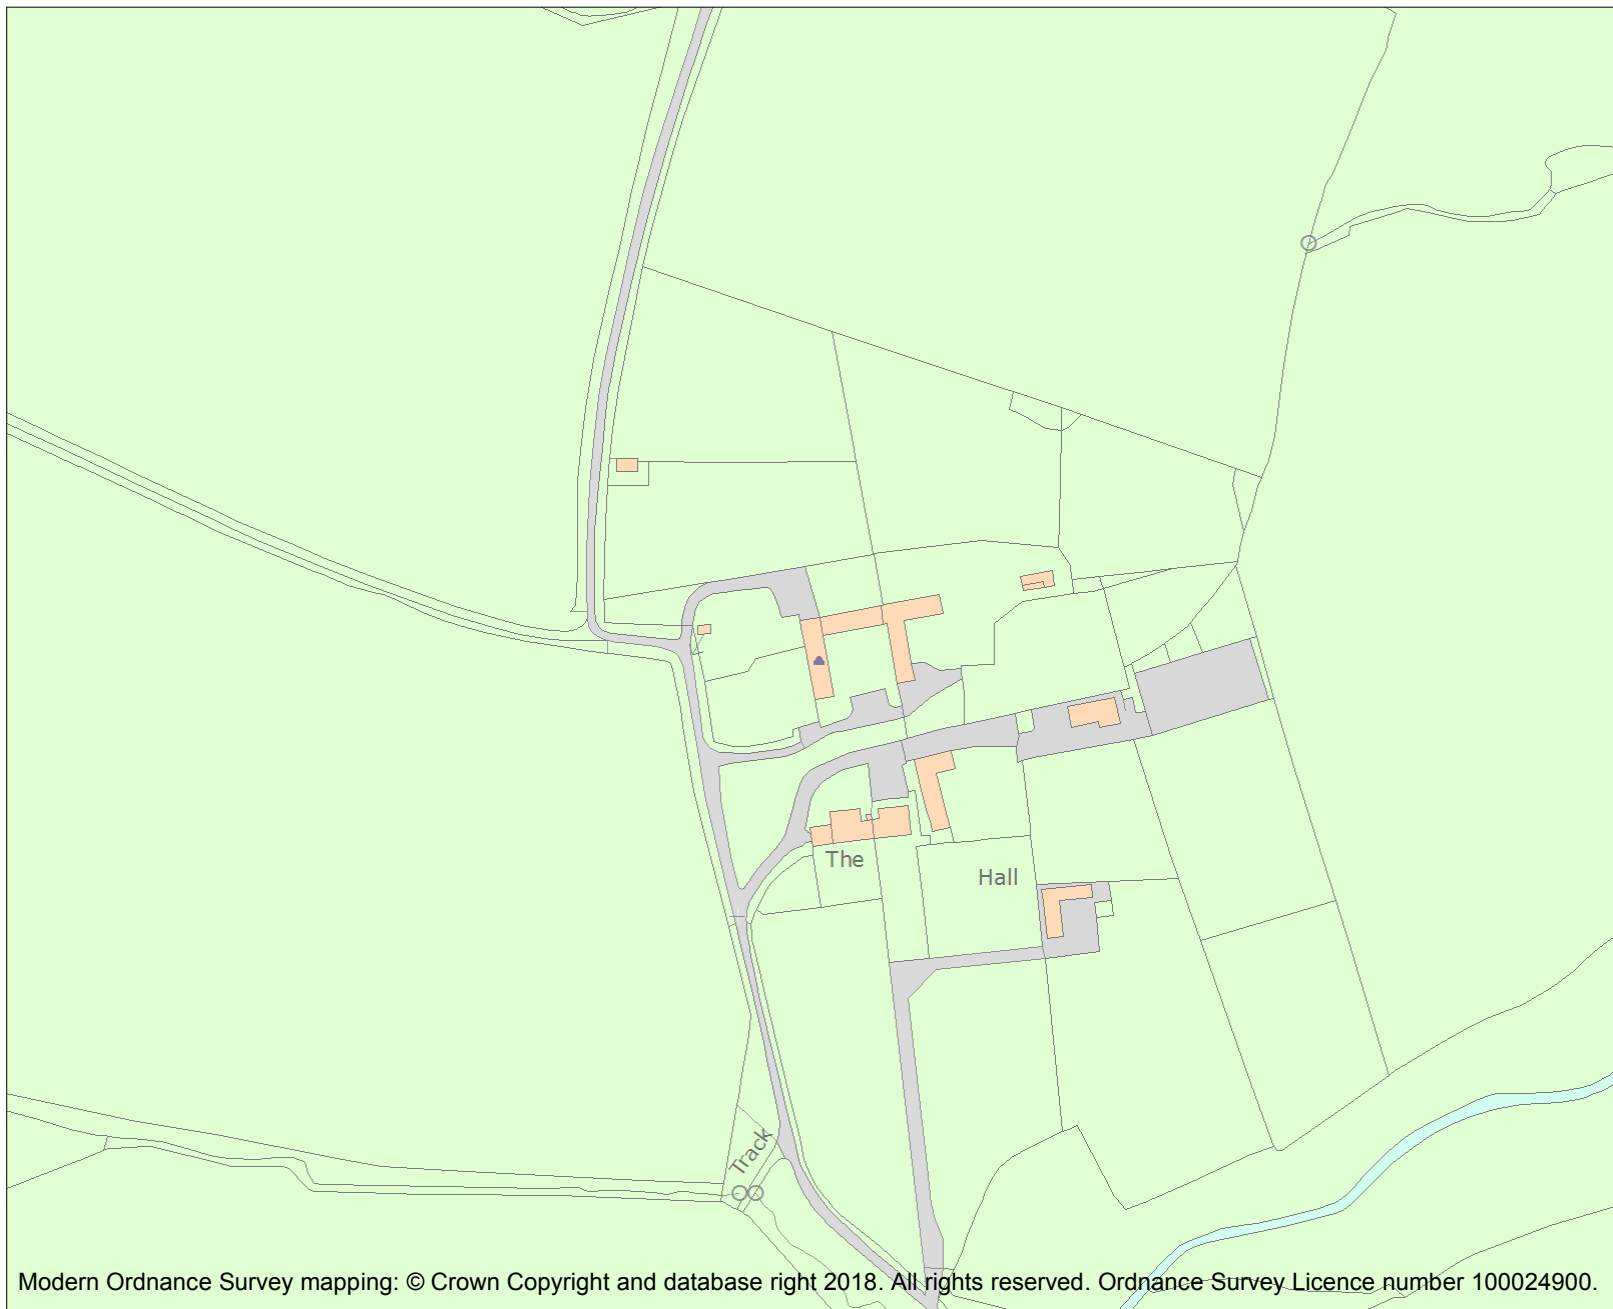 The
Hall
Track
Modern Ordnance Survey mapping: © Crown Copyright and database right 2018. All rights reserved. Ordnance Survey Licence number 100024900.